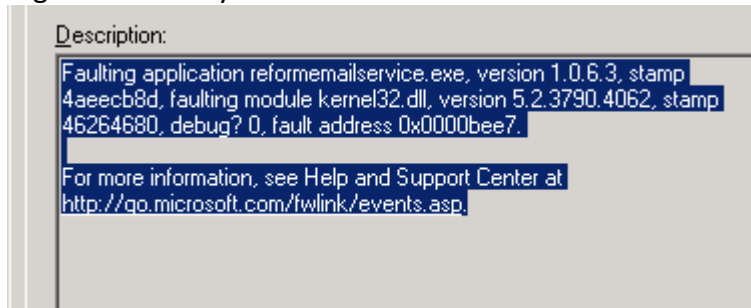 Description:
Faulting application reformemailservice.exe, version 1.0.6.3, stamp
4aeecb8d, faulting module kernel32.dll, version 5.2.3790.4062, stamp
46264680, debug? 0, fault address 0x0000bee7.
For more information, see Help and Support Center at
http://go.microsoft.com/fwlink/events.asp.